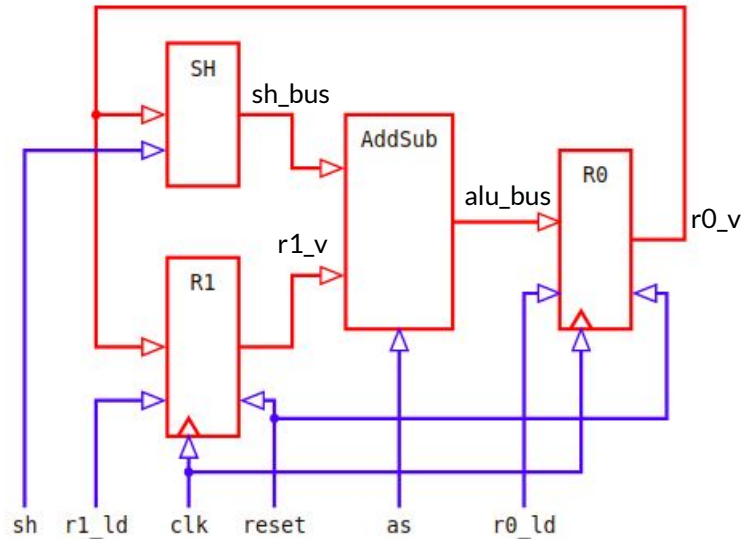 SH
sh_bus
AddSub
alu_bus
R0
r0_v
r1_v
R1
sh
r1_ld
clk
reset
as
r0_ld